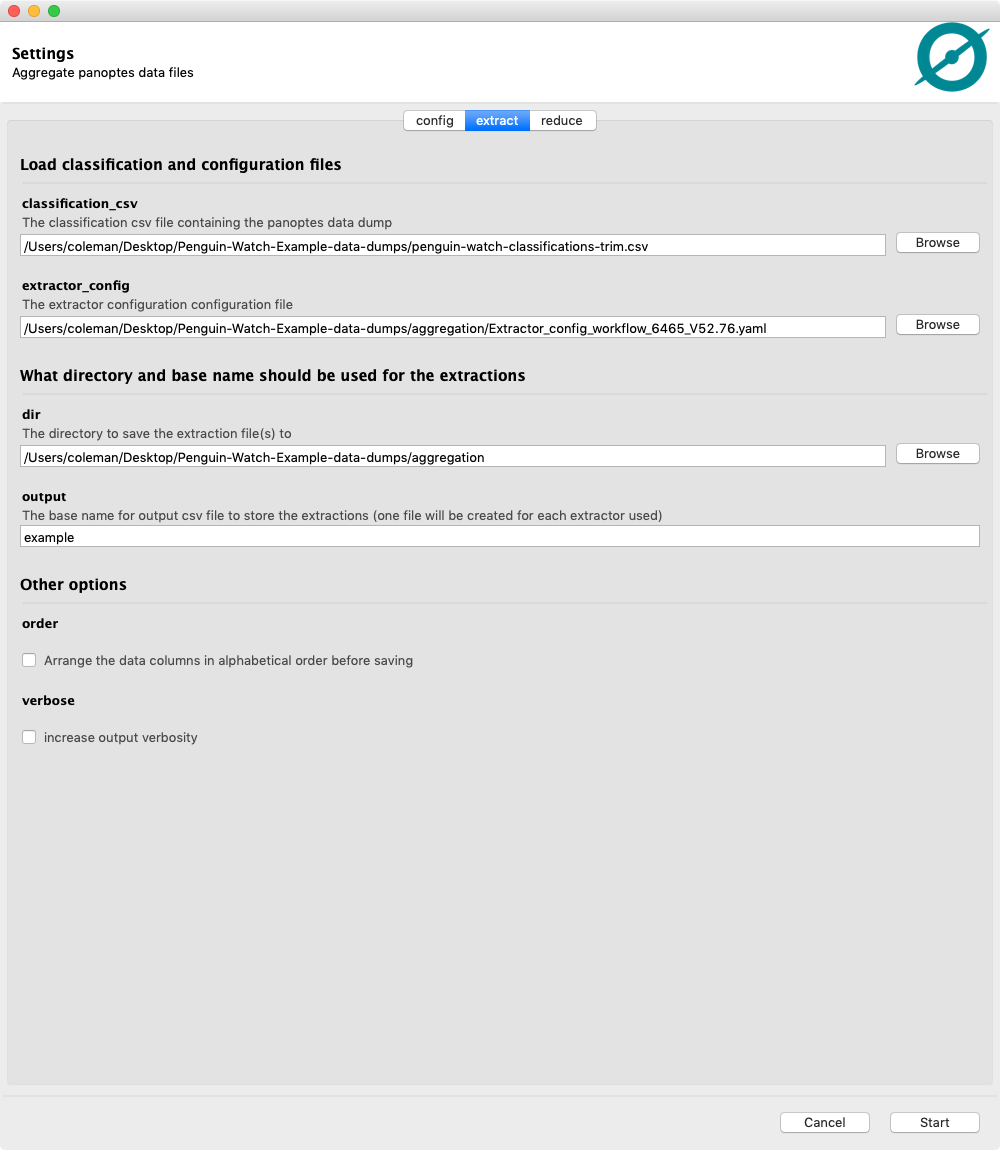 Settings
Aggregate panoptes data files
config extract reduce
Load classification and configuration files
classification_csv
The classification csv file containing the panoptes data dump
/Users/coleman/Desktop/Penguin-Watch-Example-data-dumps/penguin-watch-classifications-trim.csv Browse
extractor_config
The extractor configuration configuration file
/Users/coleman/Desktop/Penguin-Watch-Example-data-dumps/aggregation/Extractor_config_workflow_6465_V52.76.yaml Browse
What directory and base name should be used for the extractions
dir
The directory to save the extraction file(s) to
/Users/coleman/Desktop/Penguin-Watch-Example-data-dumps/aggregation Browse
output
The base name for output csv file to store the extractions (one file will be created for each extractor used)
example
Other options
order
Arrange the data columns in alphabetical order before saving
verbose
increase output verbosity
Cancel Start